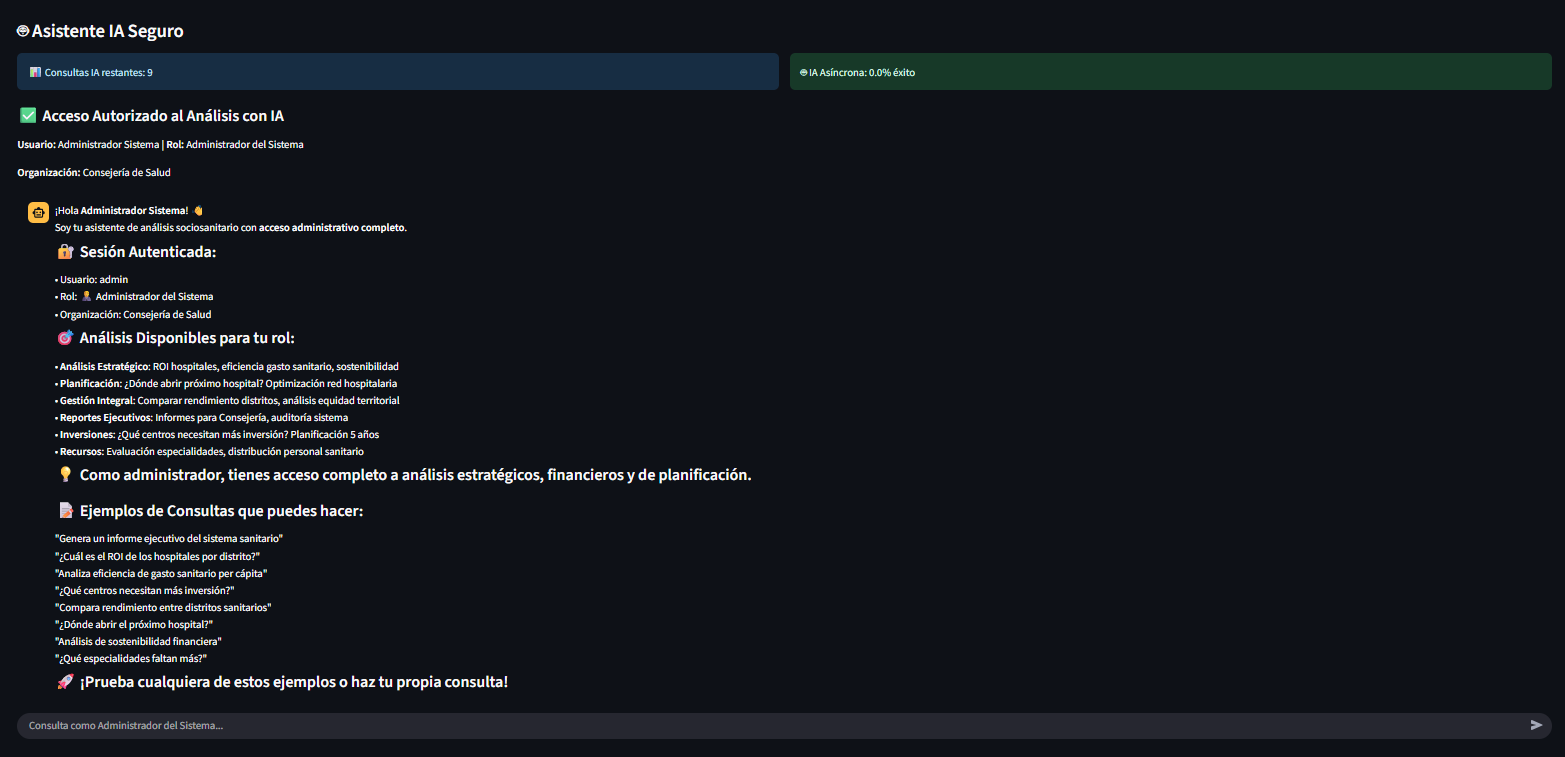 Asistente IA Seguro
Consultas IA restantes: 9
IA Asíncrona: 0.0% éxito
Acceso Autorizado al Análisis con IA
Usuario: Administrador Sistema | Rol: Administrador del Sistema
Organización: Consejería de Salud
¡Hola Administrador Sistema! 👋
Soy tu asistente de análisis sociosanitario con acceso administrativo completo.
Sesión Autenticada:
• Usuario: admin
• Rol: Administrador del Sistema
• Organización: Consejería de Salud
Análisis Disponibles para tu rol:
• Análisis Estratégico: ROI hospitales, eficiencia gasto sanitario, sostenibilidad
• Planificación: ¿Dónde abrir próximo hospital? Optimización red hospitalaria
• Gestión Integral: Comparar rendimiento distritos, análisis equidad territorial
• Reportes Ejecutivos: Informes para Consejería, auditoría sistema
• Inversiones: ¿Qué centros necesitan más inversión? Planificación 5 años
• Recursos: Evaluación especialidades, distribución personal sanitario
Como administrador, tienes acceso completo a análisis estratégicos, financieros y de planificación.
Ejemplos de Consultas que puedes hacer:
"Genera un informe ejecutivo del sistema sanitario"
"¿Cuál es el ROI de los hospitales por distrito?"
"Analiza eficiencia de gasto sanitario per cápita"
"¿Qué centros necesitan más inversión?"
"Compara rendimiento entre distritos sanitarios"
"¿Dónde abrir el próximo hospital?"
"Análisis de sostenibilidad financiera"
"¿Qué especialidades faltan más?"
¡Prueba cualquiera de estos ejemplos o haz tu propia consulta!
Consulta como Administrador del Sistema...